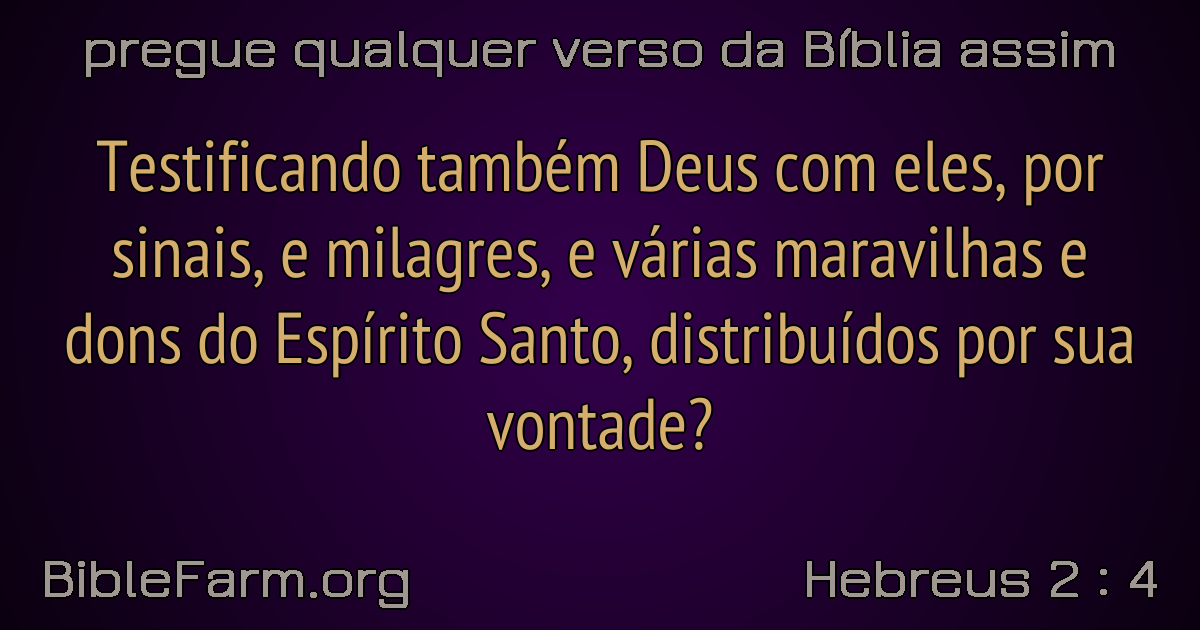 pregue qualquer verso da Bíblia assim
Testificando também Deus com eles, por
sinais, e milagres, e várias maravilhas e
dons do Espírito Santo, distribuídos por sua
vontade?
BibleFarm.org
Hebreus 2 : 4